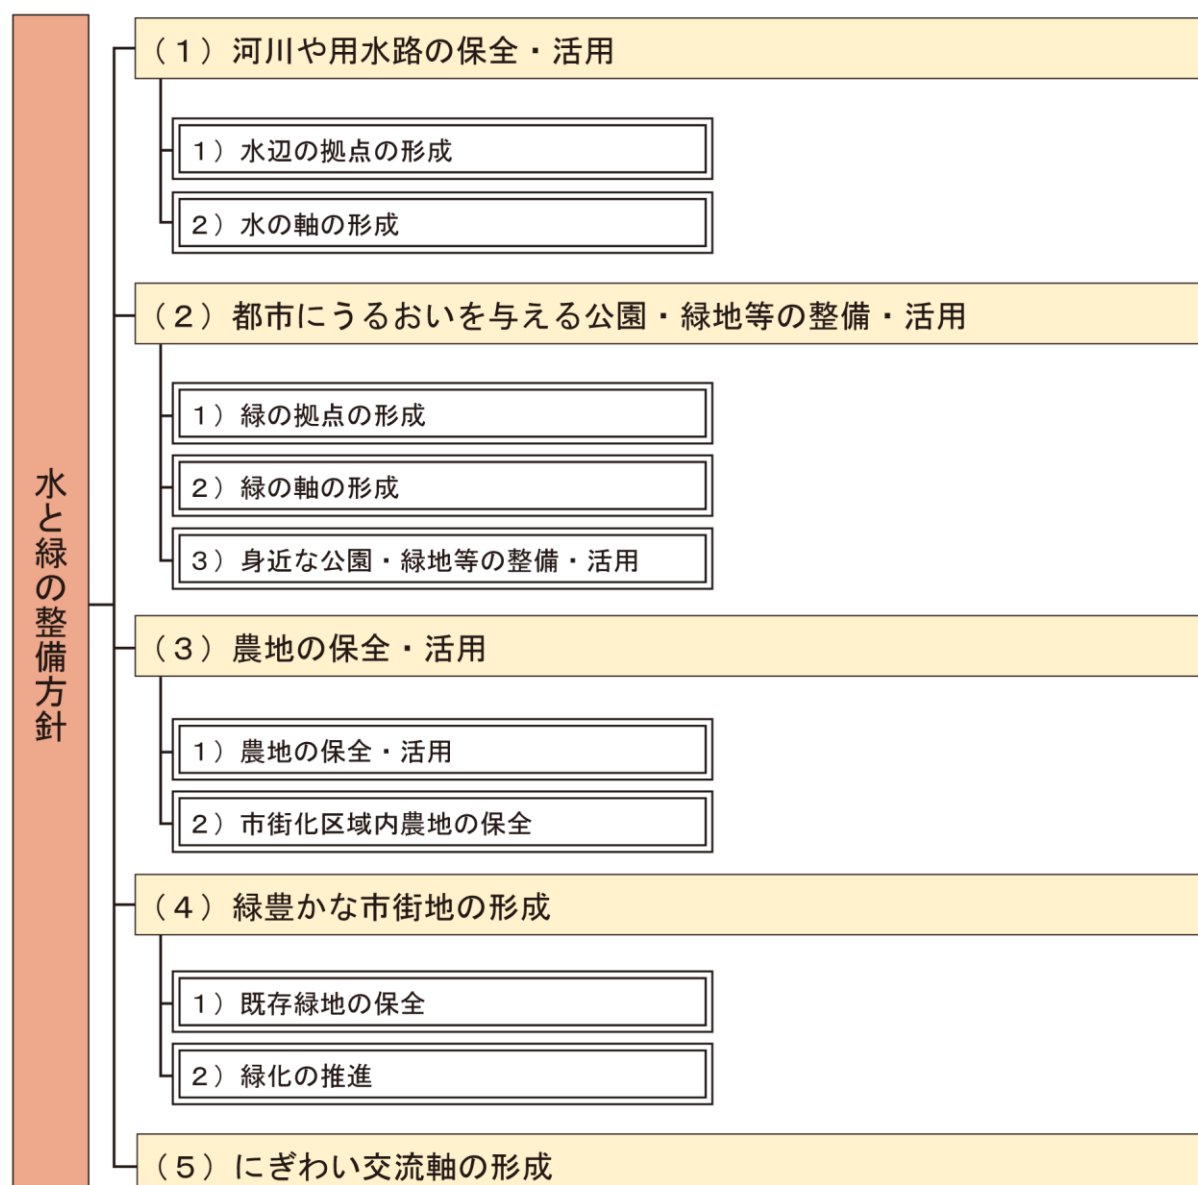 水と緑の整備方針
（１）河川や用水路の保全・活用
１）水辺の拠点の形成
２）水の軸の形成
（２）都市にうるおいを与える公園・緑地等の整備・活用
１）緑の拠点の形成
２）緑の軸の形成
３）身近な公園・緑地等の整備・活用
（３）農地の保全・活用
１）農地の保全・活用
２）市街化区域内農地の保全
（４）緑豊かな市街地の形成
１）既存緑地の保全
２）緑化の推進
（５）にぎわい交流軸の形成